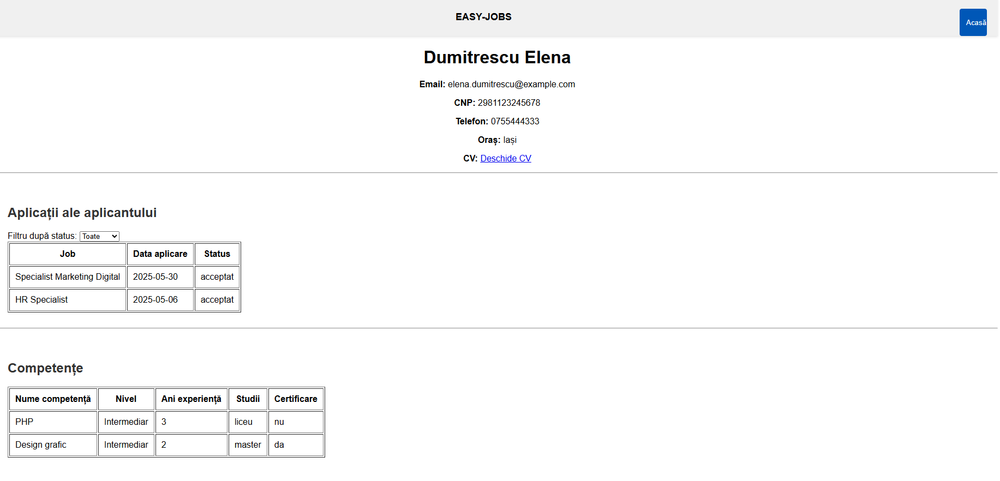 EASY-JOBS
Acasă
Dumitrescu Elena
Email: elena.dumitrescu@example.com
CNP: 2981123245678
Telefon: 0755444333
Oraș: Iași
CV: Deschide CV
Aplicații ale aplicantului
Filtru după status: Toate
Job Data aplicare Status
Specialist Marketing Digital 2025-05-30 acceptat
HR Specialist 2025-05-06 acceptat
Competențe
Nume competență Nivel Ani experiență Studii Certificare
PHP Intermediar 3 liceu nu
Design grafic Intermediar 2 master da